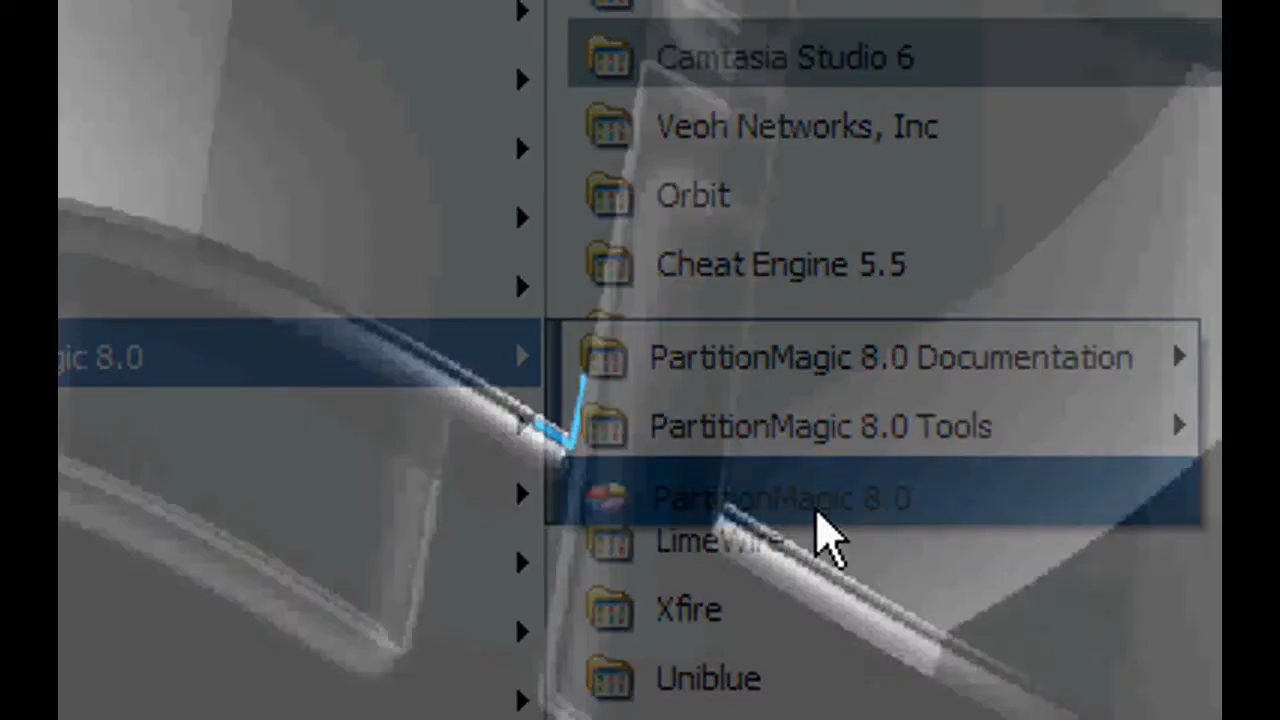 Camtasia Studio 6
Veoh Networks, Inc
Orbit
Cheat Engine 5.5
gic 8.0
PartitionMagic 8.0 Documentation
PartitionMagic 8.0 Tools
PartitionMagic 8.0
LimeWire
Xfire
Uniblue